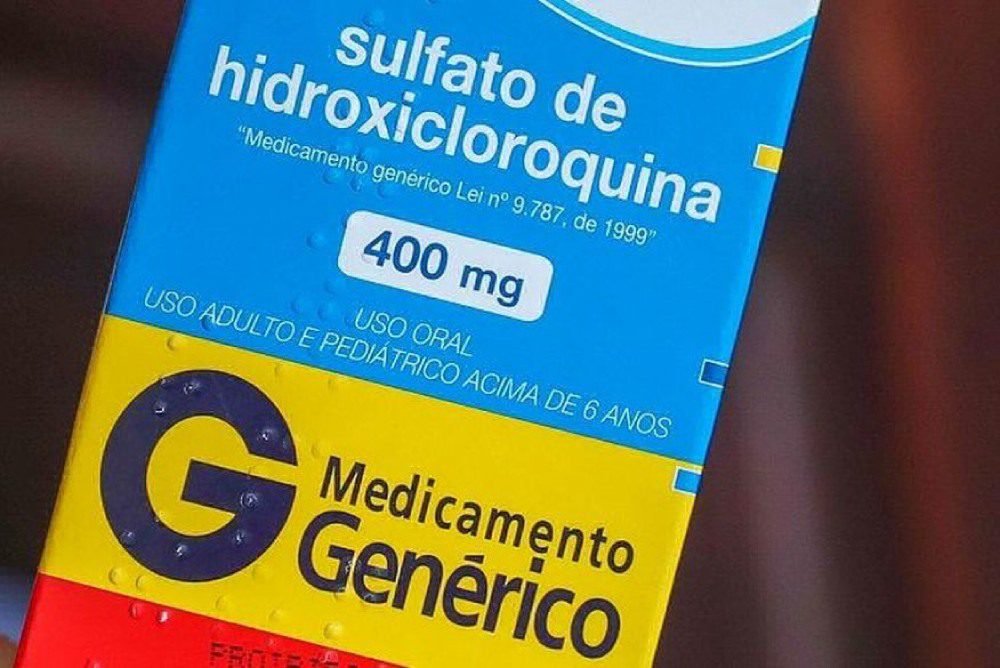 sulfato de
hidroxicloroquina
“Medicamento genérico Lei nº 9.787, de 1999”
400 mg
USO ORAL
USO ADULTO E PEDIÁTRICO ACIMA DE 6 ANOS
G
Medicamento
Genérico